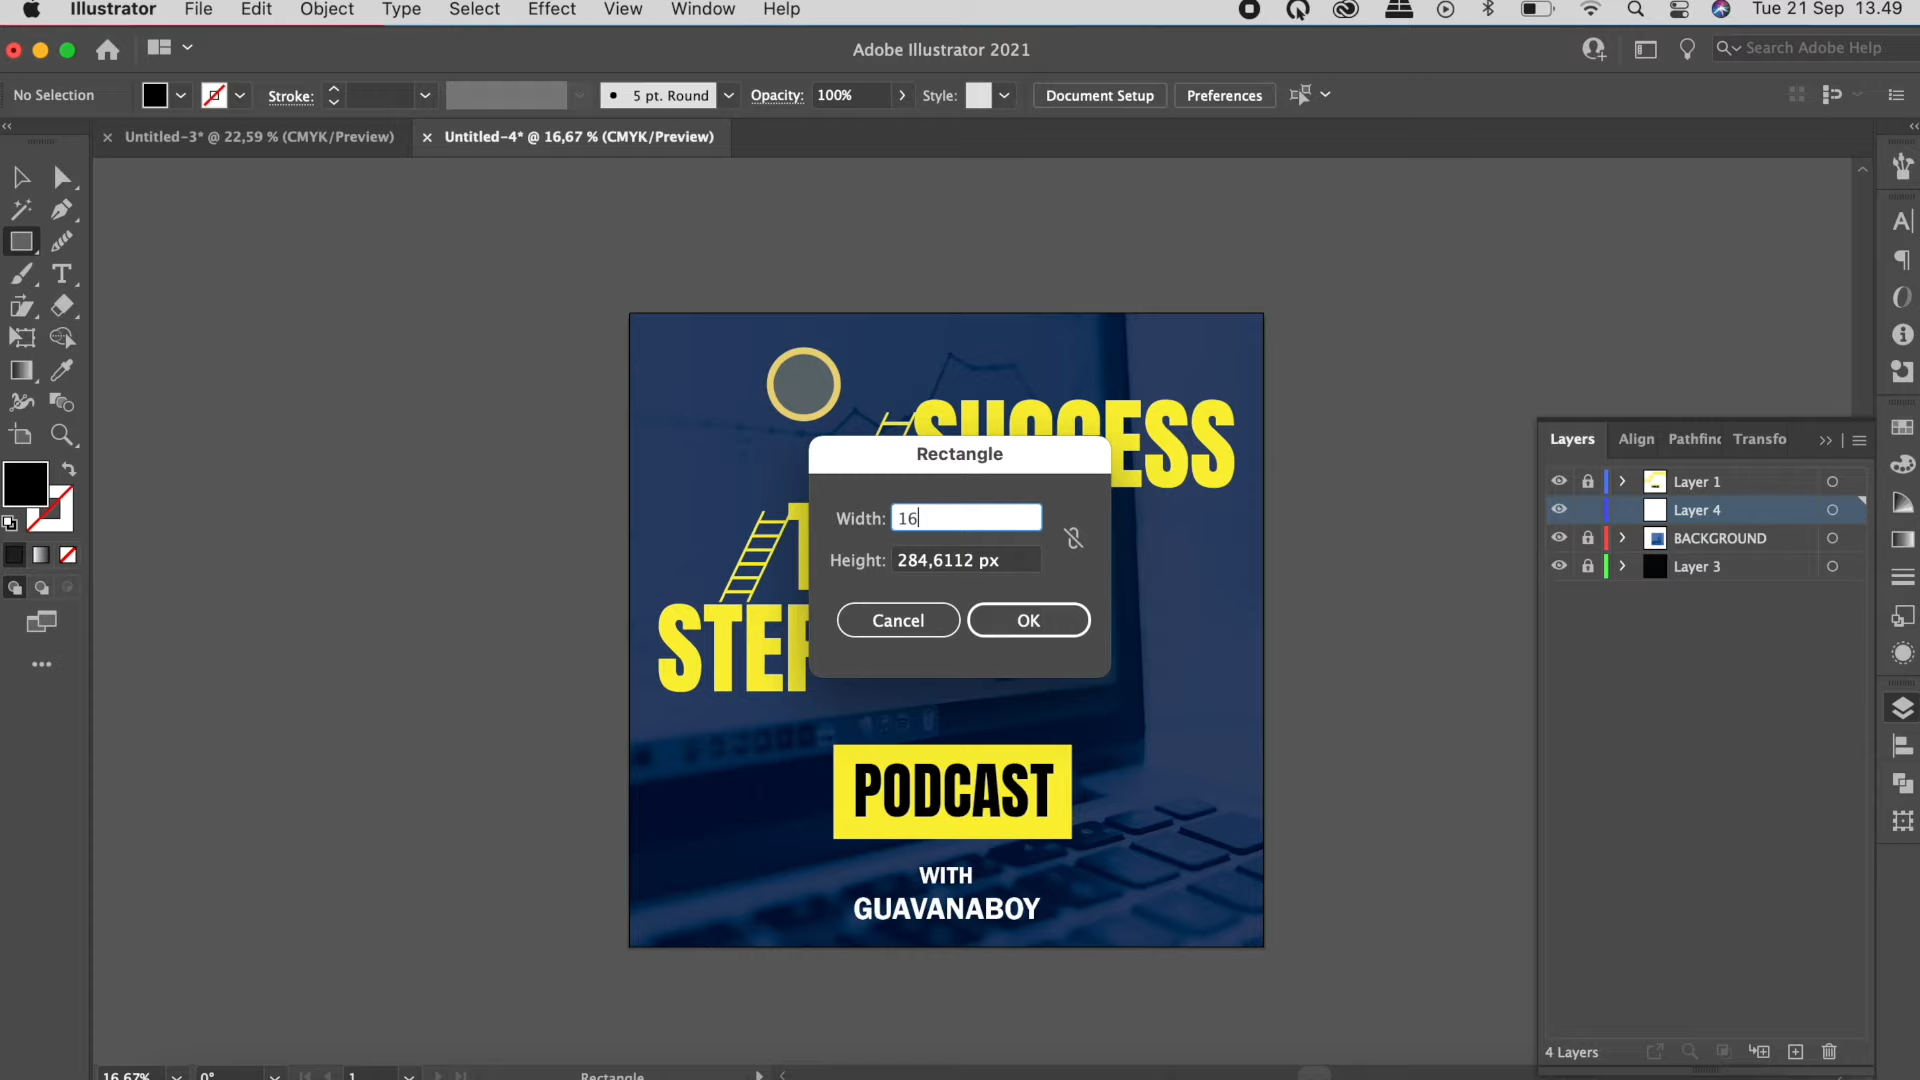 Illustrator File Edit Object Type Select Effect View Window Help Tue 21 Sep 13.49
Adobe Illustrator 2021
Search Adobe Help
No Selection Stroke: 5 pt. Round Opacity: 100% Style: Document Setup Preferences
Untitled-3* @ 22,59 % (CMYK/Preview) Untitled-4* @ 16,67 % (CMYK/Preview)
SUCCESS
Rectangle
Width: 16
Height: 284,6112 px
Cancel OK
PODCAST
WITH
GUAVANABOY
Layers Align Pathfinc Transfo
Layer 1
Layer 4
BACKGROUND
Layer 3
4 Layers
16,67% 0° 1 Rectangle